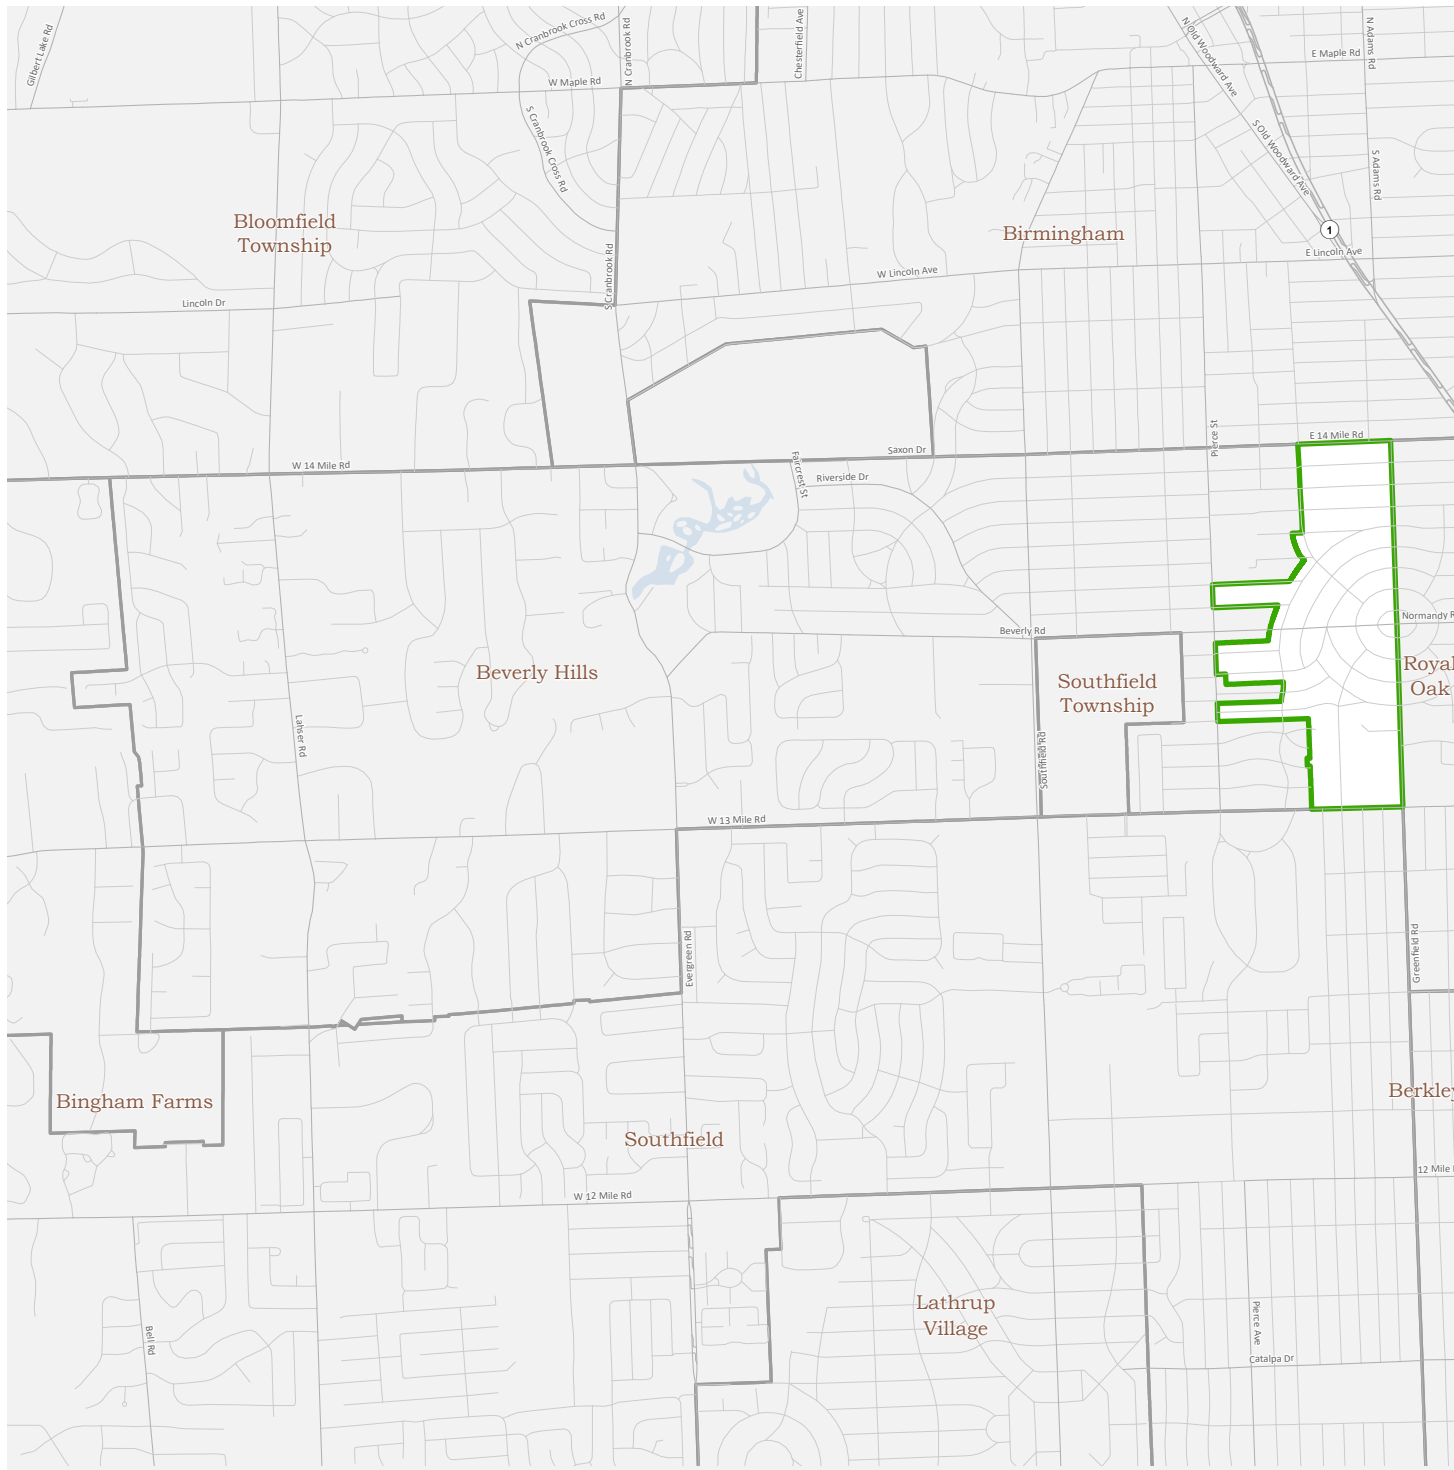 Gilbert Lake Rd
N Cranbrook Cross Rd
N Cranbrook Rd
Chesterfield Ave
N Old Woodward Ave
N Adams Rd
E Maple Rd
W Maple Rd
S Cranbrook Cross Rd
S Old Woodward Ave
S Adams Rd
Bloomfield
Township
Birmingham
1
E Lincoln Ave
W Lincoln Ave
S Cranbrook Rd
Lincoln Dr
Pierce St
E 14 Mile Rd
W 14 Mile Rd
Saxon Dr
Faircrest St
Riverside Dr
Normandy R
Beverly Rd
Beverly Hills
Southfield
Township
Royal
Oak
Lahser Rd
Southfield Rd
W 13 Mile Rd
Evergreen Rd
Greenfield Rd
Bingham Farms
Berkley
Southfield
12 Mile
W 12 Mile Rd
Lathrup
Village
Bell Rd
Pierce Ave
Catalpa Dr